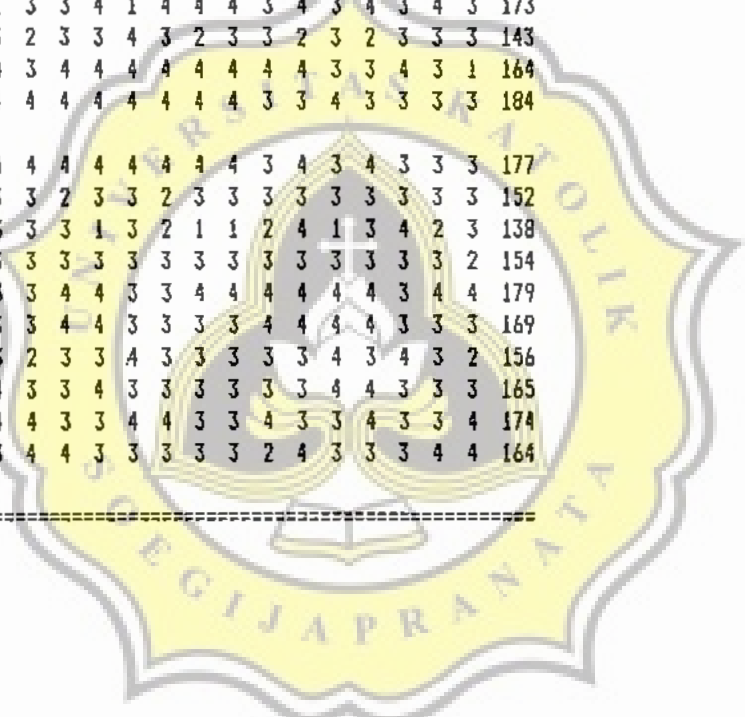 3 3 4 1 4 4 4 3 4 3 4 3 4 3 173
2 3 3 4 3 2 3 3 2 3 2 3 3 3 143
3 4 4 4 4 4 4 4 4 3 3 4 3 1 164
4 4 4 4 4 4 4 3 3 4 3 3 3 3 184
4 4 4 4 4 4 4 3 4 3 4 3 3 3 177
3 2 3 3 2 3 3 3 3 3 3 3 3 3 152
3 3 1 3 2 1 1 2 4 1 3 4 2 3 138
3 3 3 3 3 3 3 3 3 3 3 3 3 2 154
3 4 4 3 3 4 4 4 4 4 4 3 4 4 179
3 4 4 3 3 3 3 4 4 4 4 3 3 3 169
2 3 3 4 3 3 3 3 3 4 3 4 3 2 156
3 3 4 3 3 3 3 3 3 4 4 3 3 3 165
4 3 3 4 4 3 3 4 3 3 4 3 3 4 174
4 4 3 3 3 3 3 2 4 3 3 3 4 4 164
UNIVERSITAS KATOLIK
SOEGIJAPRANATA